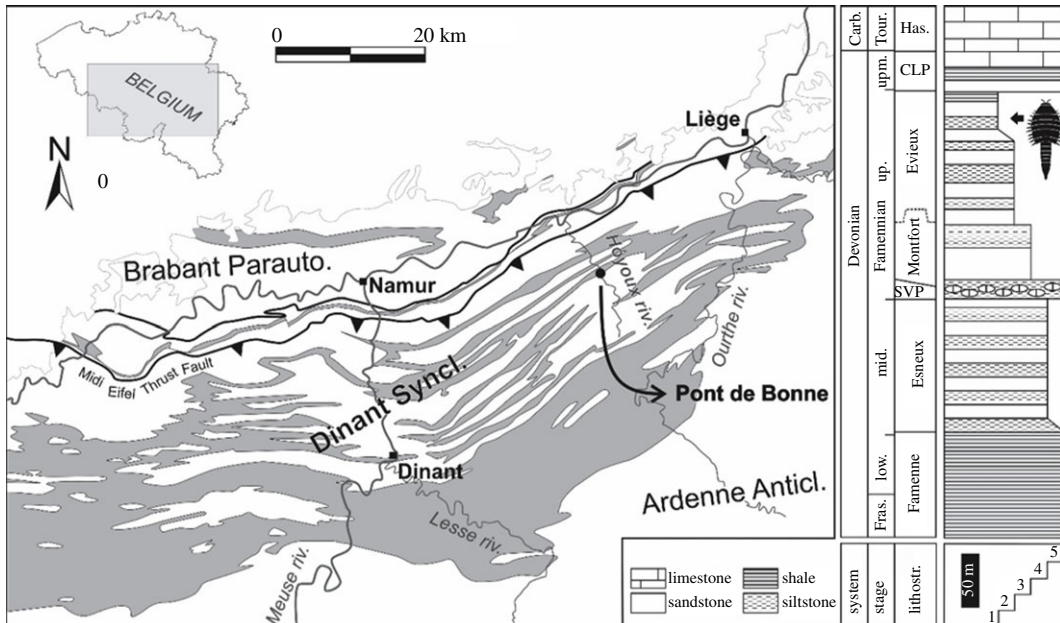 0 20 km
BELGIUM
N
0
Liège
Brabant Parauto.
Namur
Hoyoux riv.
Ourthe riv.
Midi Eifel Thrust Fault
Dinant Syncl.
Pont de Bonne
Dinant
Ardenne Anticl.
Lesse riv.
Meuse riv.
limestone shale
sandstone siltstone
Carb. Tour. Has.
upm. CLP
Devonian Famennian up. Evieux
Montfort
SVP
mid. Esneux
low. Famenne
Fras.
system stage lithostr.
50 m
1 2 3 4 5